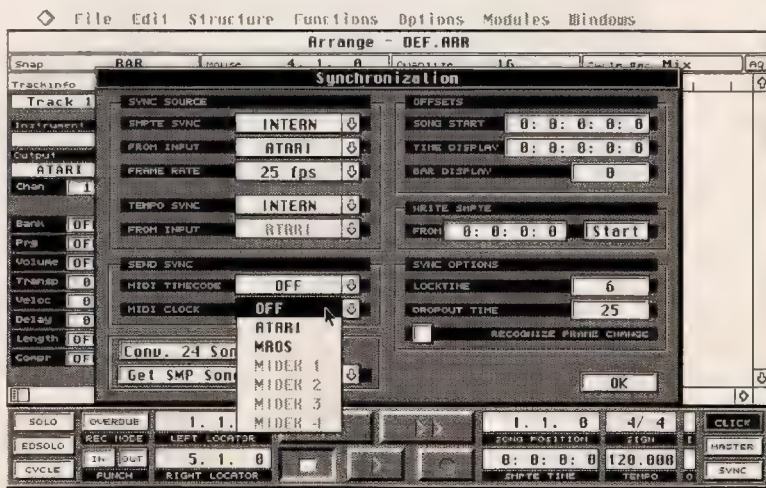 File Edit Structure Functions Options Modules Windows
Arrange - DEF.ARR
Snap BAR Mouse 4. 1. 0 Quantize 16 Mix
Synchronization
Trackinfo
Track 1
Instrument
Output
ATARI
Chan 1
Bank OFF
Prg OFF
Volume OFF
Transp 0
Veloc 0
Delay 0
Length OFF
Compr OFF
SYNC SOURCE
SMPTE SYNC INTERN
FROM INPUT ATARI
FRAME RATE 25 fps
TEMPO SYNC INTERN
FROM INPUT ATARI
SEND SYNC
MIDI TIMECODE OFF
MIDI CLOCK OFF
ATARI
MROS
MIDEX 1
MIDEX 2
MIDEX 3
MIDEX 4
Conv. 24 Son
Get SMP Son
OFFSETS
SONG START 0: 0: 0: 0: 0
TIME DISPLAY 0: 0: 0: 0: 0
BAR DISPLAY 0
WRITE SMPTE
FROM 0: 0: 0: 0 Start
SYNC OPTIONS
LOCKTIME 6
DROPOUT TIME 25
RECOGNIZE FRAME CHANGE
OK
SOLO OVERDUB 1. 1. 1. 1. 0 4/ 4 CLICK
EDSOLO REC MODE LEFT LOCATOR SONG POSITION SIGN MASTER
CYCLE IN OUT 5. 1. 0 0: 0: 0: 0 120.000 SYNC
PUNCH RIGHT LOCATOR SMPTE TIME TEMPO